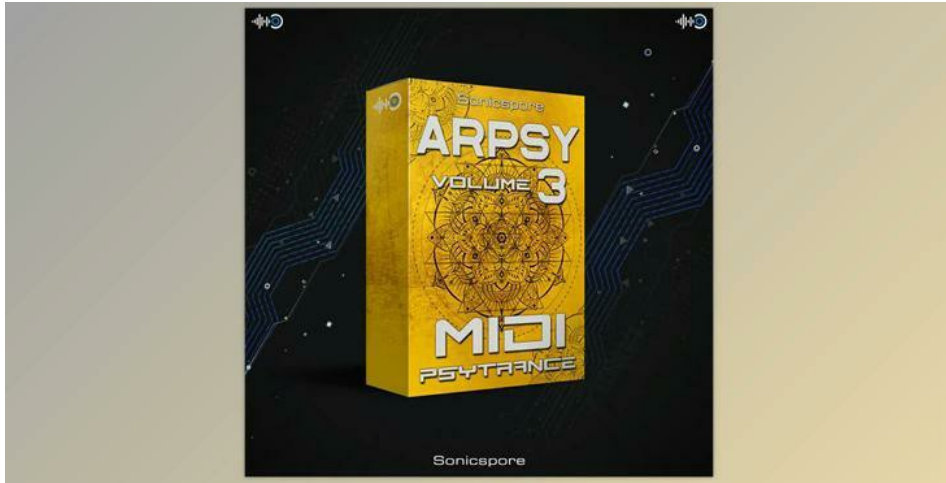 Sonicspore
ARPSY
VOLUME 3
MIDI
PSYTRANCE
Sonicspore